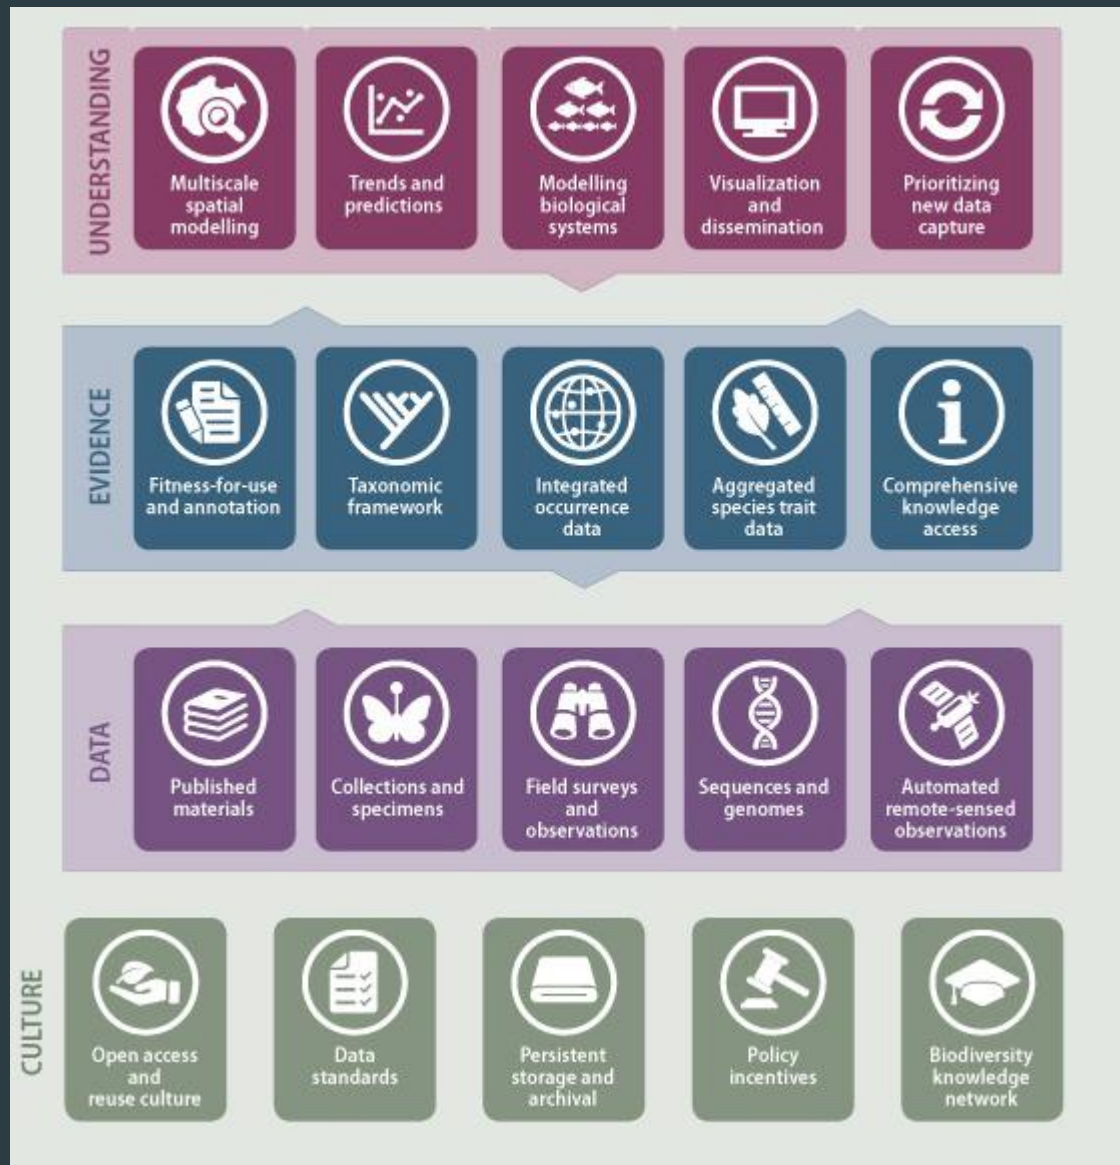 UNDERSTANDING
Multiscale
spatial
modelling
Trends and
predictions
Modelling
biological
systems
Visualization
and
dissemination
Prioritizing
new data
capture
EVIDENCE
Fitness-for-use
and annotation
Taxonomic
framework
Integrated
occurrence
data
Aggregated
species trait
data
Comprehensive
knowledge
access
DATA
Published
materials
Collections and
specimens
Field surveys
and
observations
Sequences and
genomes
Automated
remote-sensed
observations
CULTURE
Open access
and
reuse culture
Data
standards
Persistent
storage and
archival
Policy
incentives
Biodiversity
knowledge
network